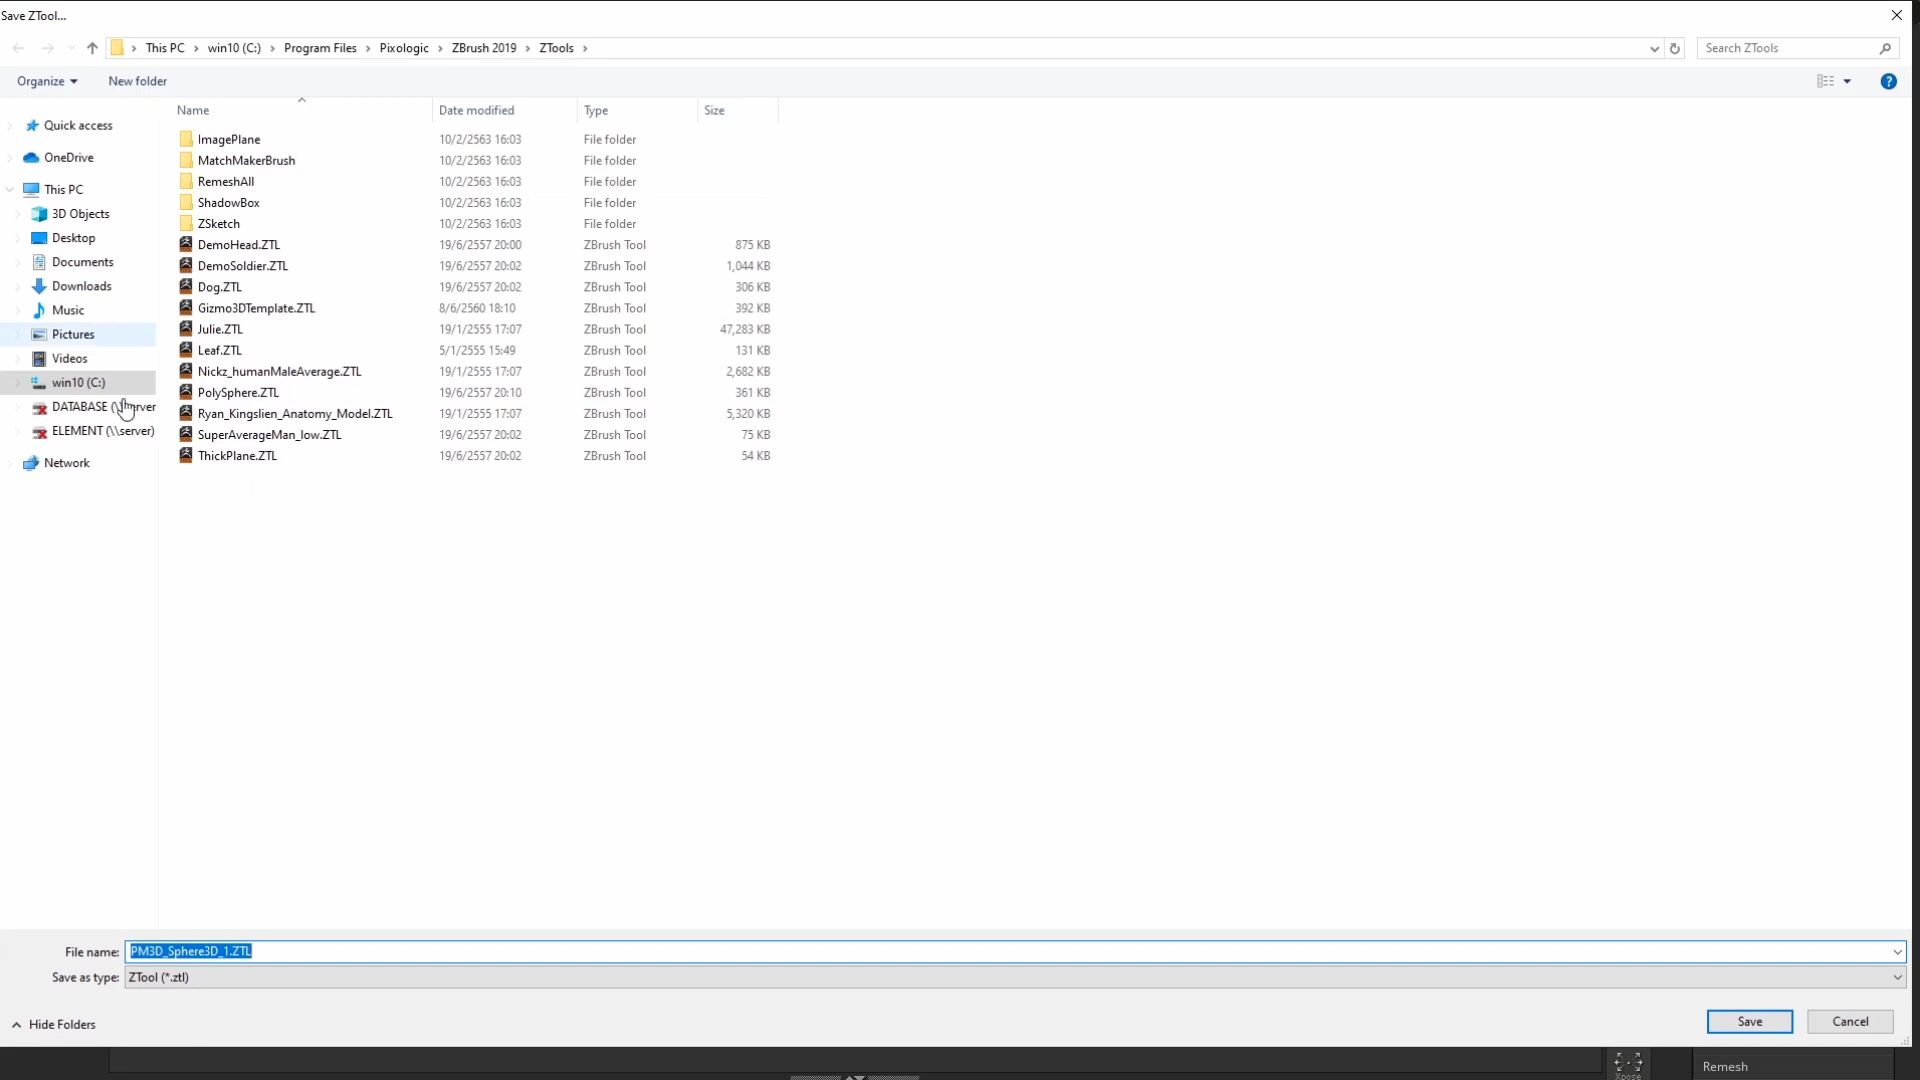 Save ZTool...
This PC > win10 (C:) > Program Files > Pixologic > ZBrush 2019 > ZTools >
Search ZTools
Organize
New folder
Name Date modified Type Size
Quick access
OneDrive
This PC
3D Objects
Desktop
Documents
Downloads
Music
Pictures
Videos
win10 (C:)
DATABASE (\\server
ELEMENT (\\server)
Network
ImagePlane 10/2/2563 16:03 File folder
MatchMakerBrush 10/2/2563 16:03 File folder
RemeshAll 10/2/2563 16:03 File folder
ShadowBox 10/2/2563 16:03 File folder
ZSketch 10/2/2563 16:03 File folder
DemoHead.ZTL 19/6/2557 20:00 ZBrush Tool 875 KB
DemoSoldier.ZTL 19/6/2557 20:02 ZBrush Tool 1,044 KB
Dog.ZTL 19/6/2557 20:02 ZBrush Tool 306 KB
Gizmo3DTemplate.ZTL 8/6/2560 18:10 ZBrush Tool 392 KB
Julie.ZTL 19/1/2555 17:07 ZBrush Tool 47,283 KB
Leaf.ZTL 5/1/2555 15:49 ZBrush Tool 131 KB
Nickz_humanMaleAverage.ZTL 19/1/2555 17:07 ZBrush Tool 2,682 KB
PolySphere.ZTL 19/6/2557 20:10 ZBrush Tool 361 KB
Ryan_Kingslien_Anatomy_Model.ZTL 19/1/2555 17:07 ZBrush Tool 5,320 KB
SuperAverageMan_low.ZTL 19/6/2557 20:02 ZBrush Tool 75 KB
ThickPlane.ZTL 19/6/2557 20:02 ZBrush Tool 54 KB
File name: PM3D_Sphere3D_1.ZTL
Save as type: ZTool (*.ztl)
Hide Folders
Save
Cancel
Xpose
Remesh